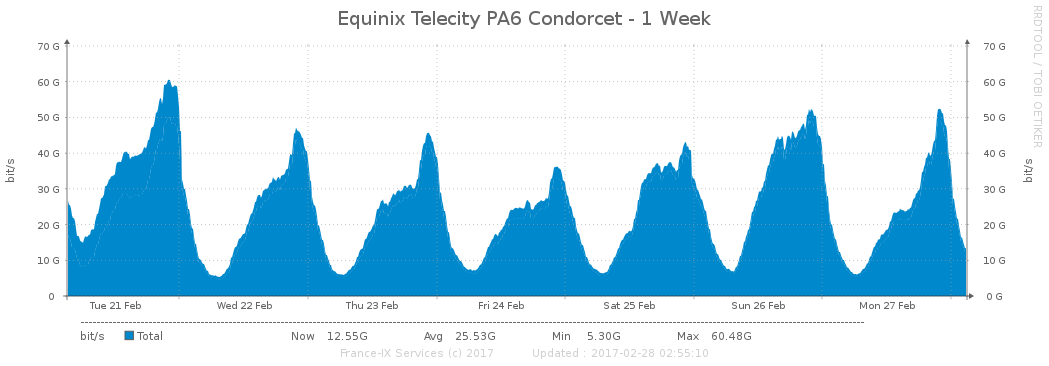 Equinix Telecity PA6 Condorcet - 1 Week
RRDTOOL / TOBI OETIKER
bit/s
70 G
60 G
50 G
40 G
30 G
20 G
10 G
0
70 G
60 G
50 G
40 G
30 G
20 G
10 G
0 G
bit/s
Tue 21 Feb Wed 22 Feb Thu 23 Feb Fri 24 Feb Sat 25 Feb Sun 26 Feb Mon 27 Feb
bit/s Total Now 12.55G Avg 25.53G Min 5.30G Max 60.48G
France-IX Services (c) 2017 Updated : 2017-02-28 02:55:10